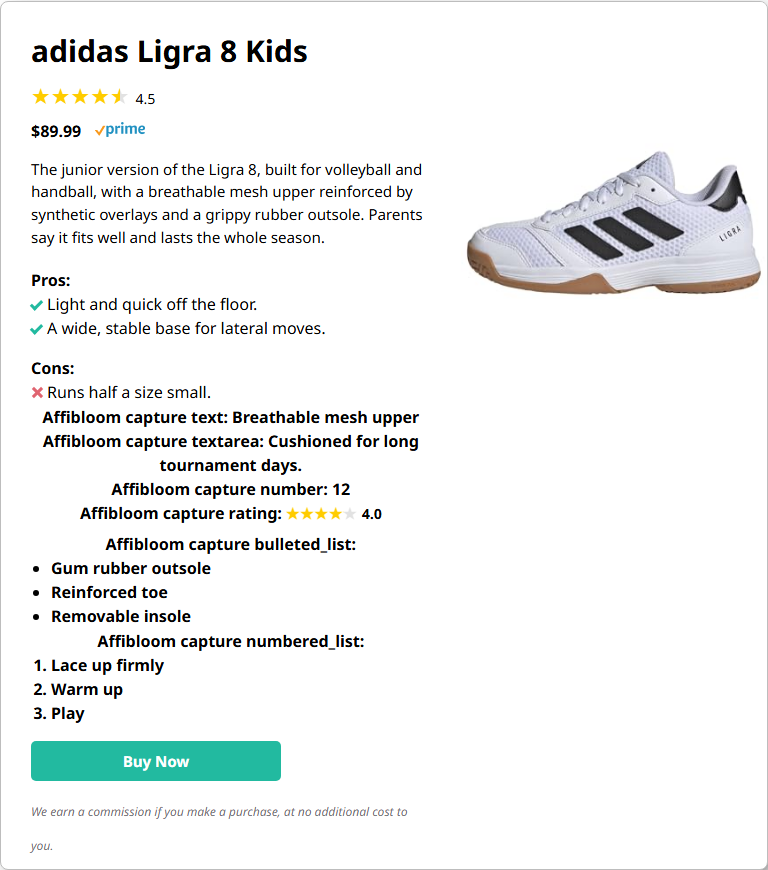 adidas Ligra 8 Kids
4.5
$89.99 prime
The junior version of the Ligra 8, built for volleyball and
handball, with a breathable mesh upper reinforced by
synthetic overlays and a grippy rubber outsole. Parents
say it fits well and lasts the whole season.
LIGRA
Pros:
Light and quick off the floor.
A wide, stable base for lateral moves.
Cons:
Runs half a size small.
Affibloom capture text: Breathable mesh upper
Affibloom capture textarea: Cushioned for long
tournament days.
Affibloom capture number: 12
Affibloom capture rating: 4.0
Affibloom capture bulleted_list:
• Gum rubber outsole
• Reinforced toe
• Removable insole
Affibloom capture numbered_list:
1. Lace up firmly
2. Warm up
3. Play
Buy Now
We earn a commission if you make a purchase, at no additional cost to
you.